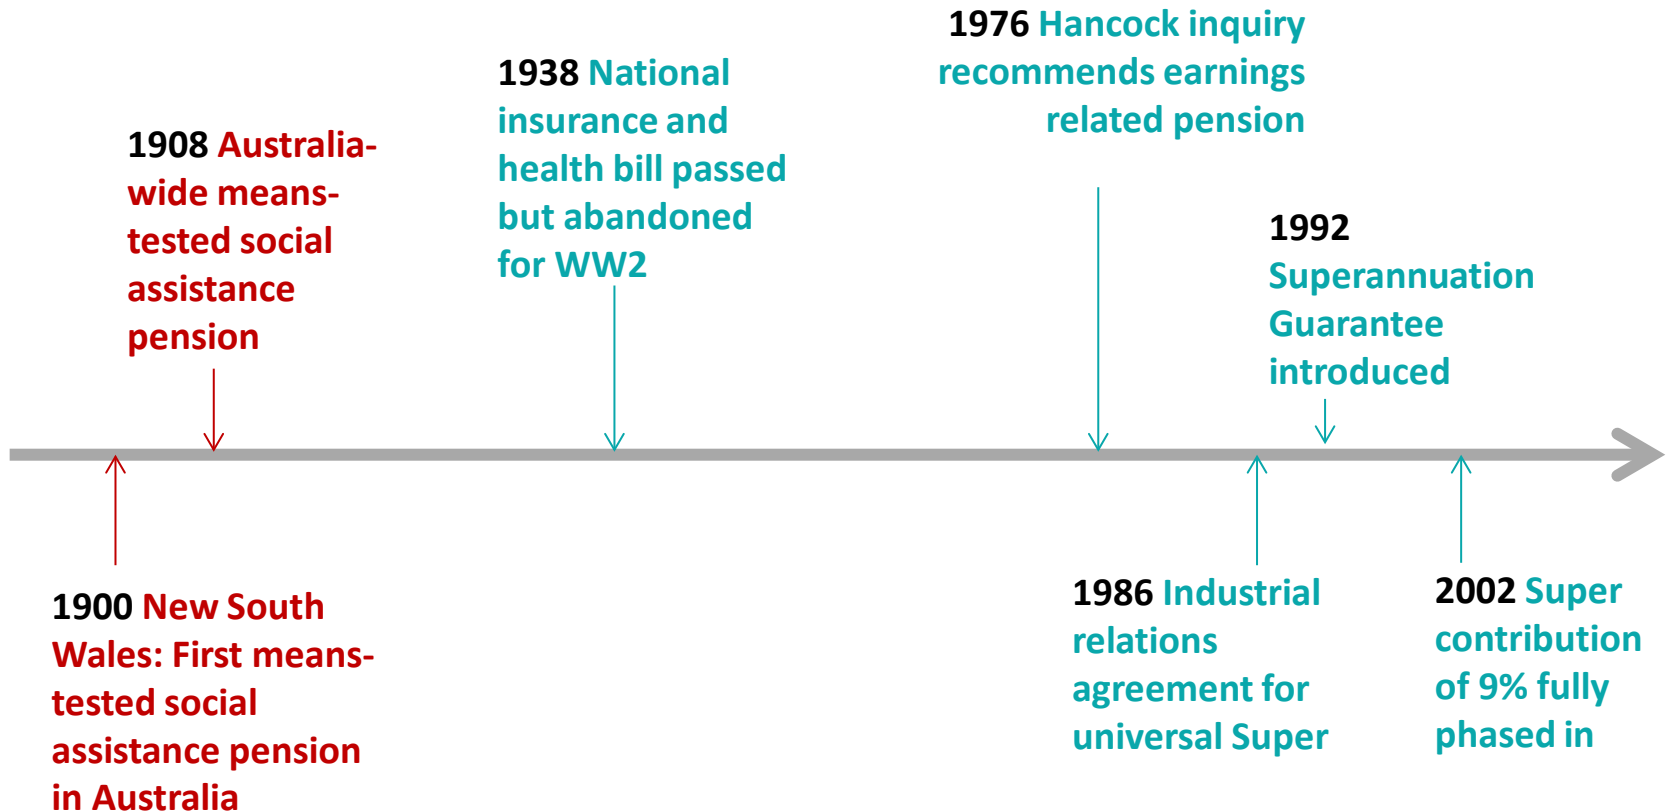 1976 Hancock inquiry
recommends earnings
related pension
1938 National
insurance and
health bill passed
but abandoned
for WW2
1908 Australia-
wide means-
tested social
assistance
pension
1992
Superannuation
Guarantee
introduced
1900 New South
Wales: First means-
tested social
assistance pension
in Australia
1986 Industrial
relations
agreement for
universal Super
2002 Super
contribution
of 9% fully
phased in